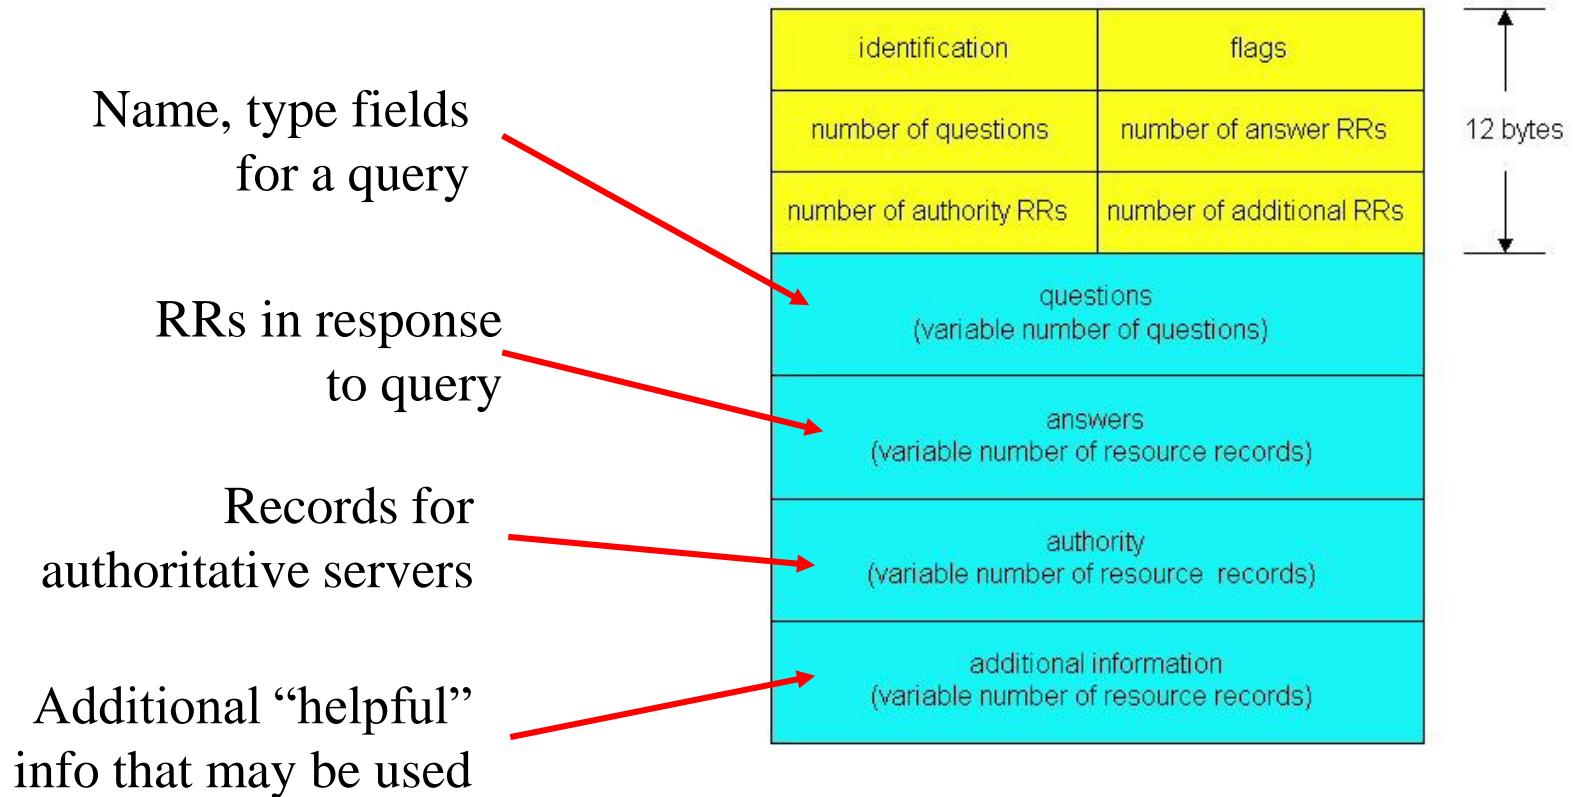 identification
flags
Name, type fields
for a query
number of questions
number of answer RRs
12 bytes
number of authority RRs
number of additional RRs
questions
(variable number of questions)
RRs in response
to query
answers
(variable number of resource records)
Records for
authoritative servers
authority
(variable number of resource records)
Additional “helpful”
info that may be used
additional information
(variable number of resource records)